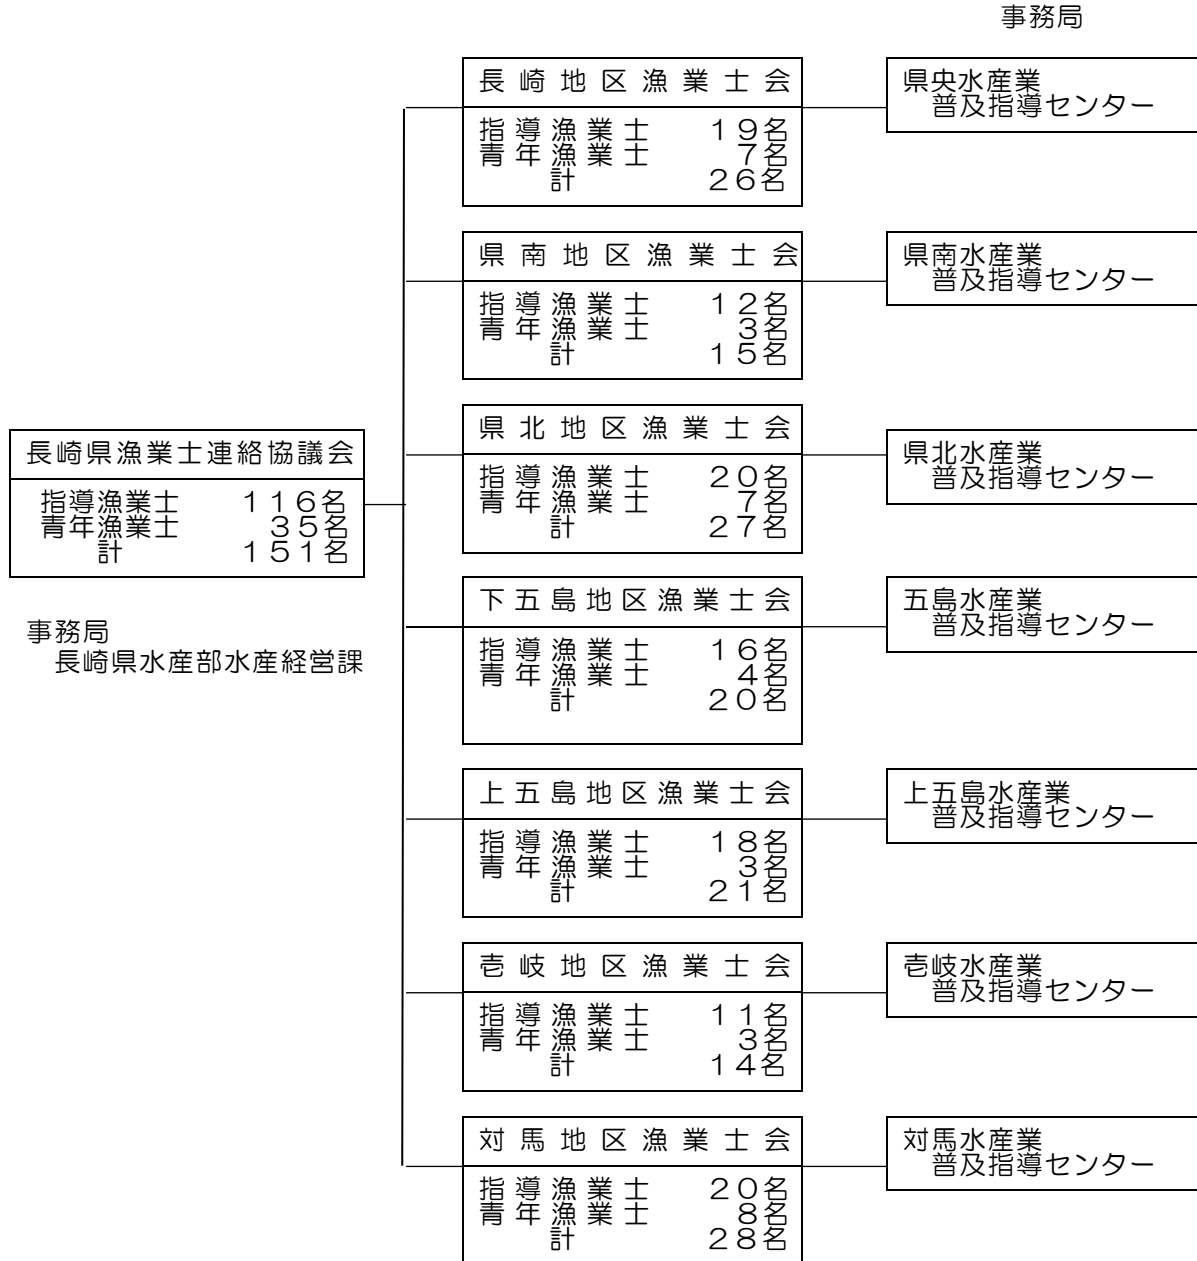 事務局
長崎地区漁業士会
指導漁業士　１９名
青年漁業士　７名
計　２６名
県央水産業
普及指導センター
県南地区漁業士会
指導漁業士　１２名
青年漁業士　３名
計　１５名
県南水産業
普及指導センター
長崎県漁業士連絡協議会
指導漁業士　１１６名
青年漁業士　３５名
計　１５１名
事務局
長崎県水産部水産経営課
県北地区漁業士会
指導漁業士　２０名
青年漁業士　７名
計　２７名
県北水産業
普及指導センター
下五島地区漁業士会
指導漁業士　１６名
青年漁業士　４名
計　２０名
五島水産業
普及指導センター
上五島地区漁業士会
指導漁業士　１８名
青年漁業士　３名
計　２１名
上五島水産業
普及指導センター
壱岐地区漁業士会
指導漁業士　１１名
青年漁業士　３名
計　１４名
壱岐水産業
普及指導センター
対馬地区漁業士会
指導漁業士　２０名
青年漁業士　８名
計　２８名
対馬水産業
普及指導センター